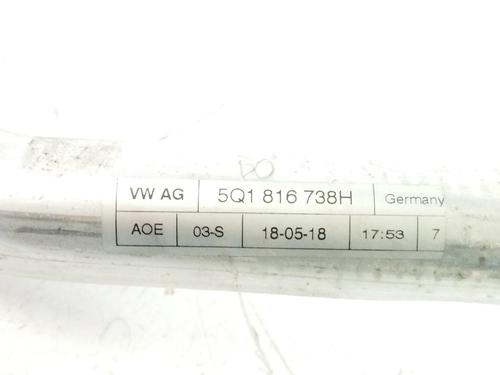 VW AG 5Q1 816 738H Germany
AOE 03-S 18-05-18 17:53 7